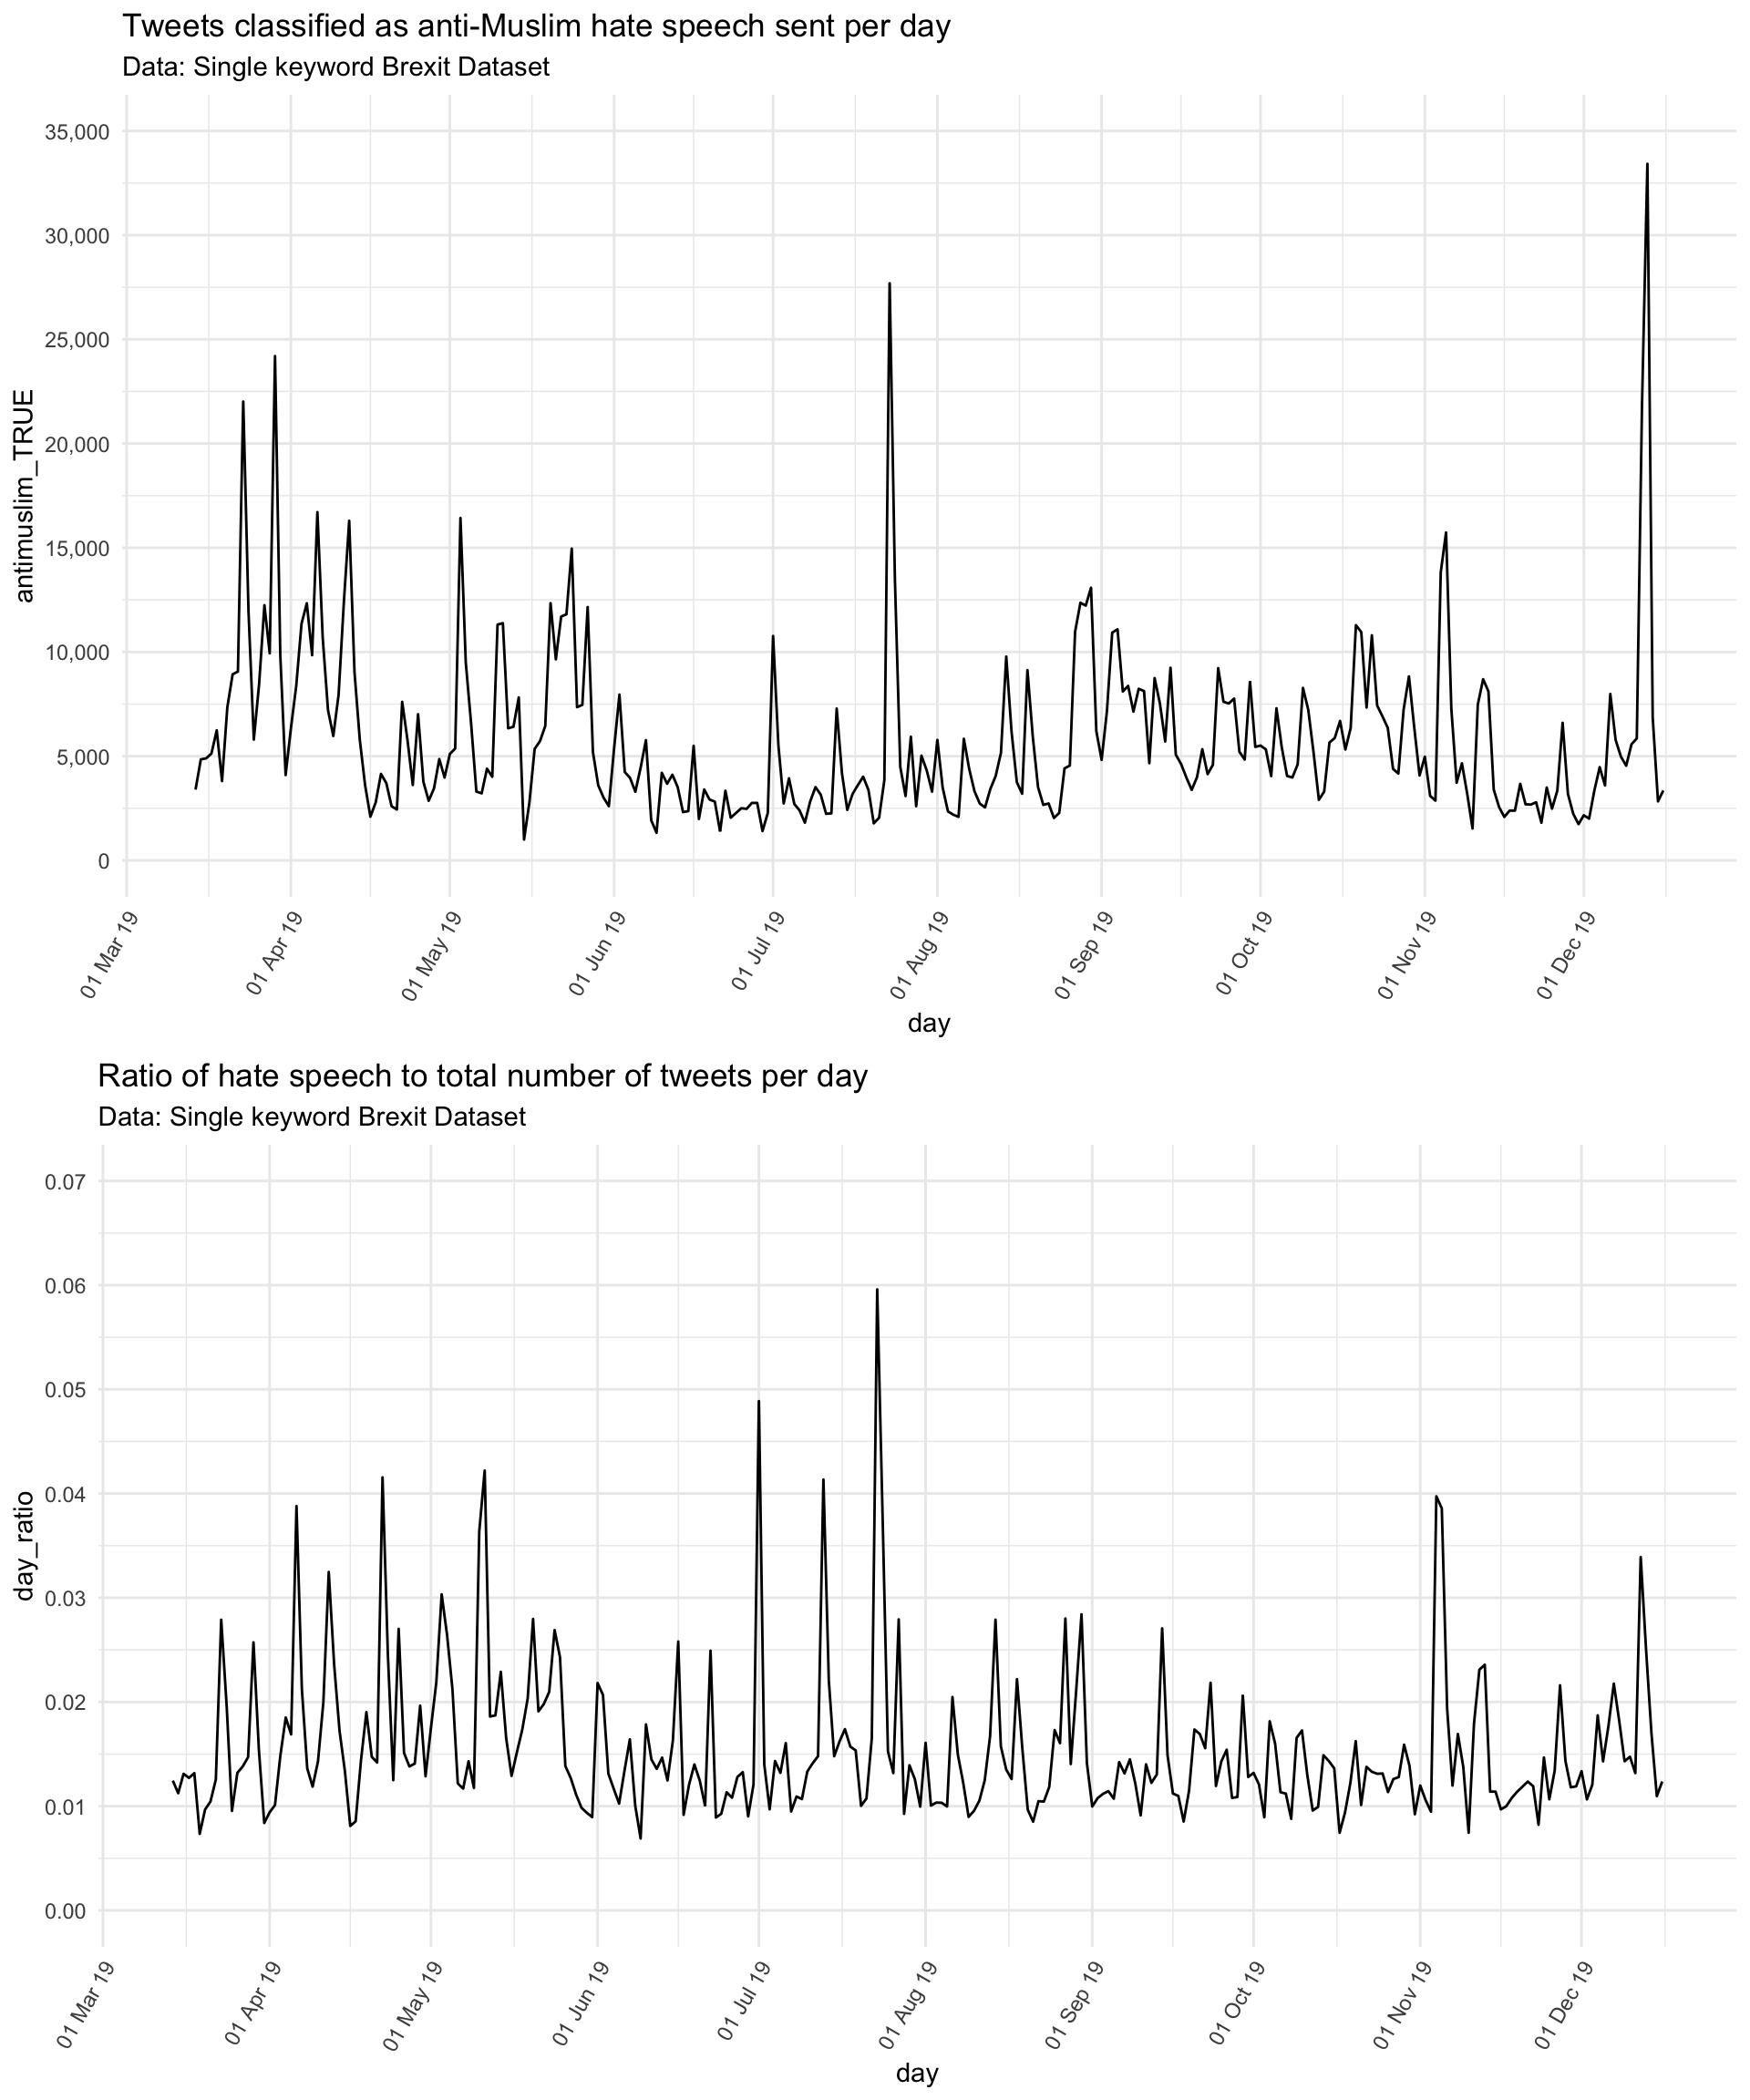 Tweets classified as anti-Muslim hate speech sent per day
Data: Single keyword Brexit Dataset
35,000
30,000
25,000
20,000
15,000
10,000
5,000
0
antimuslim_TRUE
01 Mar 19
01 Apr 19
01 May 19
01 Jun 19
01 Jul 19
01 Aug 19
01 Sep 19
01 Oct 19
01 Nov 19
01 Dec 19
day
Ratio of hate speech to total number of tweets per day
Data: Single keyword Brexit Dataset
0.07
0.06
0.05
0.04
0.03
0.02
0.01
0.00
day_ratio
01 Mar 19
01 Apr 19
01 May 19
01 Jun 19
01 Jul 19
01 Aug 19
01 Sep 19
01 Oct 19
01 Nov 19
01 Dec 19
day